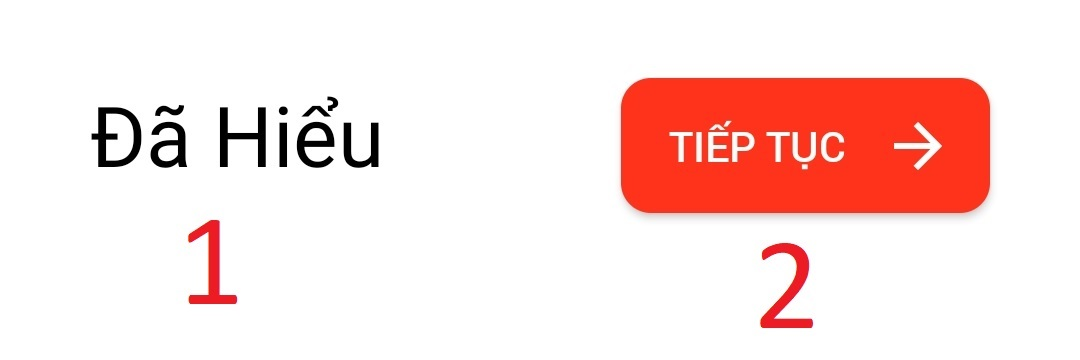 Đã Hiểu
TIẾP TỤC
1
2